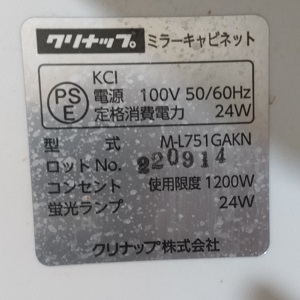 クリナップ。ミラーキャビネット
PS
E
KCI
電源 100V 50/60Hz
定格消費電力 24W
型式 M-L751GAKN
ロットNo. 220914
コンセント 使用限度 1200W
蛍光ランプ 24W
クリナップ株式会社